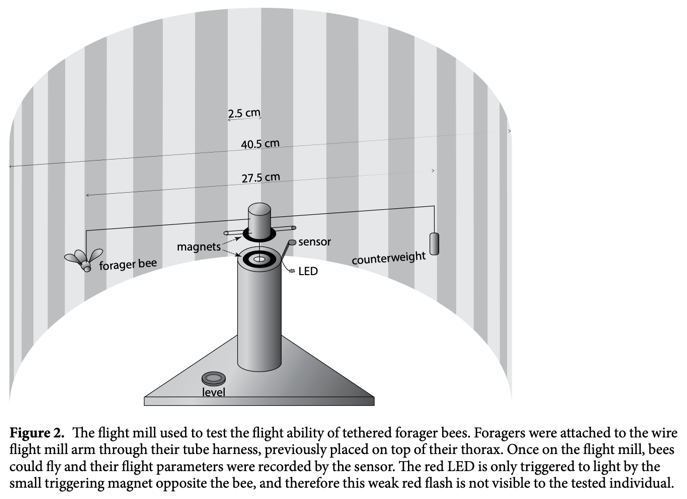 2.5 cm
40.5 cm
27.5 cm
magnets
sensor
forager bee
counterweight
LED
level
Figure 2. The flight mill used to test the flight ability of tethered forager bees. Foragers were attached to the wire
flight mill arm through their tube harness, previously placed on top of their thorax. Once on the flight mill, bees
could fly and their flight parameters were recorded by the sensor. The red LED is only triggered to light by the
small triggering magnet opposite the bee, and therefore this weak red flash is not visible to the tested individual.